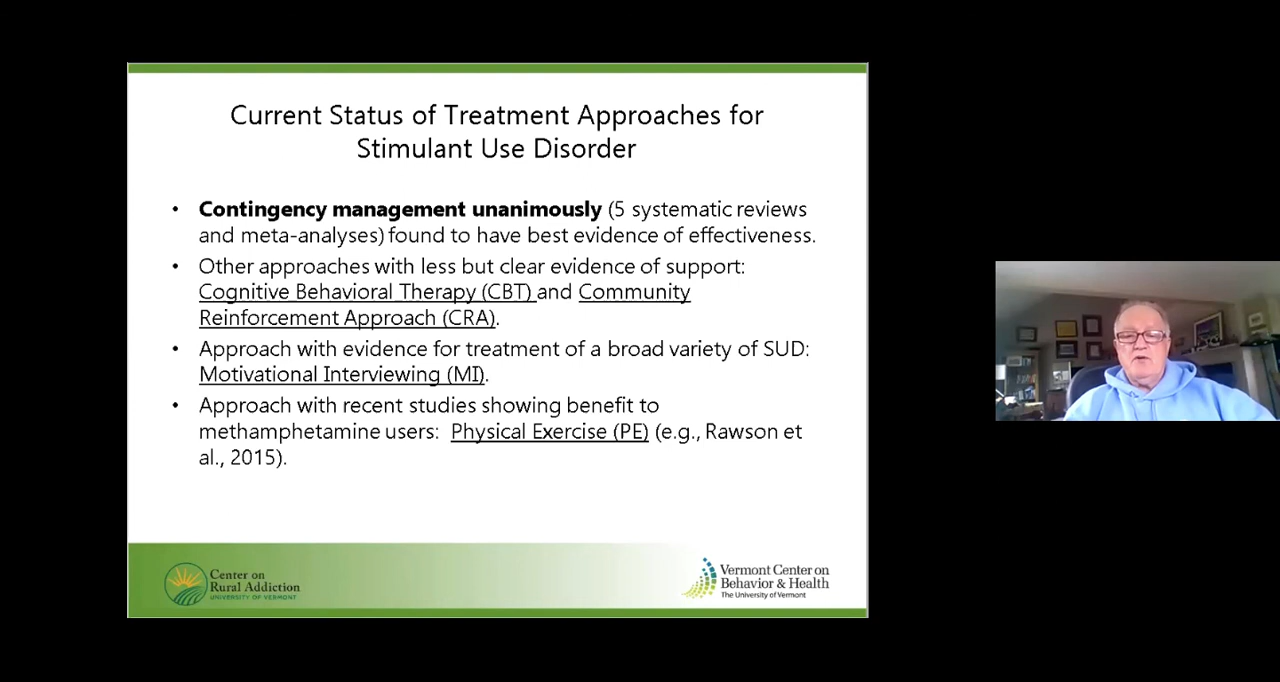 Current Status of Treatment Approaches for
Stimulant Use Disorder
• Contingency management unanimously (5 systematic reviews
and meta-analyses) found to have best evidence of effectiveness.
• Other approaches with less but clear evidence of support:
Cognitive Behavioral Therapy (CBT) and Community
Reinforcement Approach (CRA).
• Approach with evidence for treatment of a broad variety of SUD:
Motivational Interviewing (MI).
• Approach with recent studies showing benefit to
methamphetamine users: Physical Exercise (PE) (e.g., Rawson et
al., 2015).
Center on
Rural Addiction
UNIVERSITY OF VERMONT
Vermont Center on
Behavior & Health
The University of Vermont